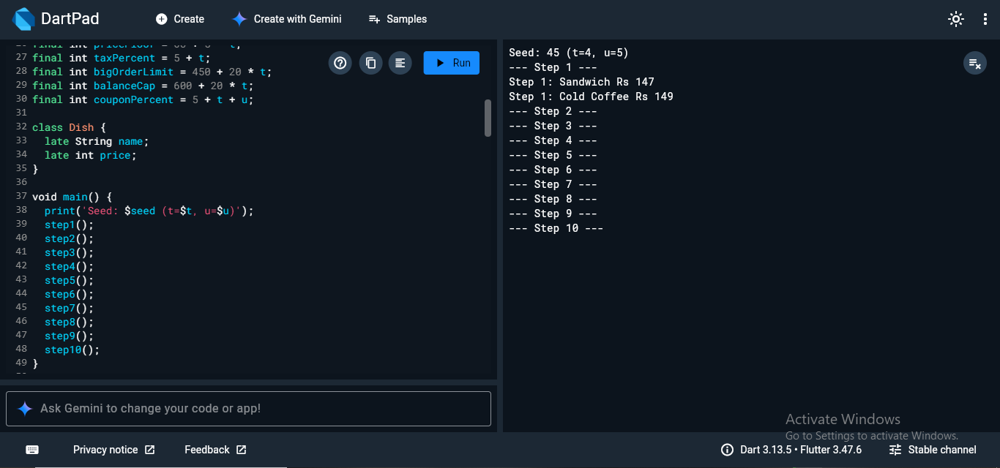 DartPad
Create
Create with Gemini
Samples
27 final int taxPercent = 5 + t;
28 final int bigOrderLimit = 450 + 20 * t;
29 final int balanceCap = 600 + 20 * t;
30 final int couponPercent = 5 + t + u;
31
32 class Dish {
33   late String name;
34   late int price;
35 }
36
37 void main() {
38   print('Seed: $seed (t=$t, u=$u)');
39   step1();
40   step2();
41   step3();
42   step4();
43   step5();
44   step6();
45   step7();
46   step8();
47   step9();
48   step10();
49 }
Run
Ask Gemini to change your code or app!
Seed: 45 (t=4, u=5)
--- Step 1 ---
Step 1: Sandwich Rs 147
Step 1: Cold Coffee Rs 149
--- Step 2 ---
--- Step 3 ---
--- Step 4 ---
--- Step 5 ---
--- Step 6 ---
--- Step 7 ---
--- Step 8 ---
--- Step 9 ---
--- Step 10 ---
Activate Windows
Go to Settings to activate Windows.
Privacy notice
Feedback
Dart 3.13.5 • Flutter 3.47.6
Stable channel